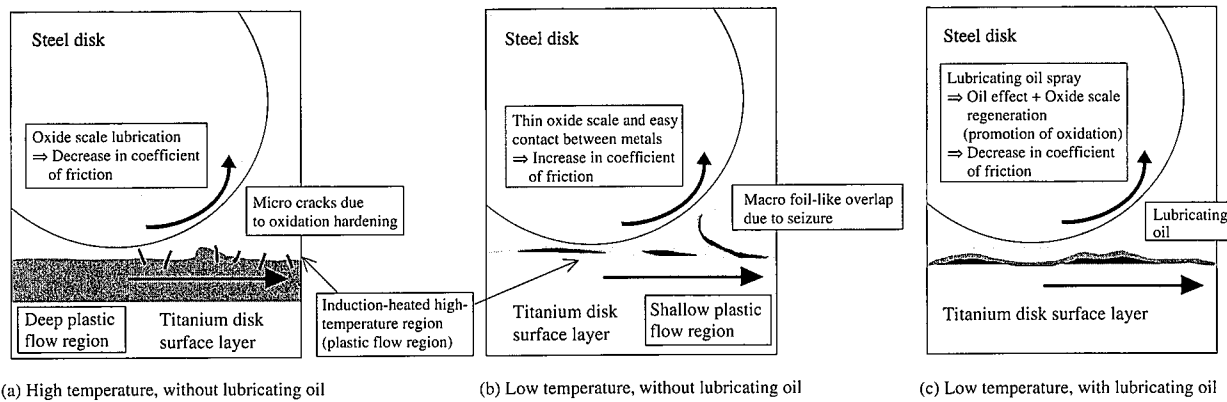 Steel disk
Oxide scale lubrication
⇒ Decrease in coefficient
of friction
Micro cracks due
to oxidation hardening
Deep plastic
flow region
Titanium disk
surface layer
Induction-heated high-
temperature region
(plastic flow region)
(a) High temperature, without lubricating oil
Steel disk
Thin oxide scale and easy
contact between metals
⇒ Increase in coefficient
of friction
Macro foil-like overlap
due to seizure
Titanium disk
surface layer
Shallow plastic
flow region
(b) Low temperature, without lubricating oil
Steel disk
Lubricating oil spray
⇒ Oil effect + Oxide scale
regeneration
(promotion of oxidation)
⇒ Decrease in coefficient
of friction
Lubricating
oil
Titanium disk surface layer
(c) Low temperature, with lubricating oil